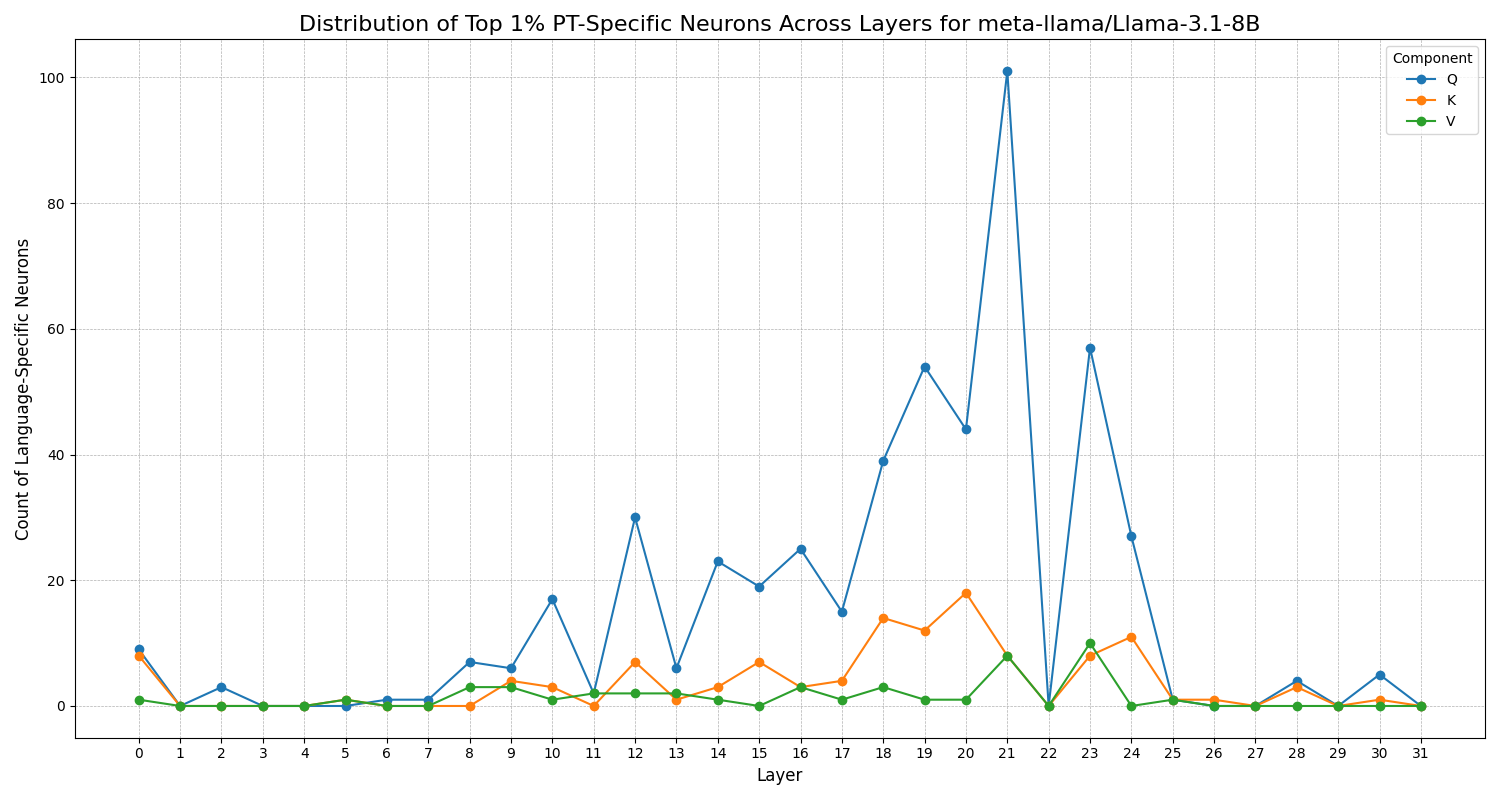 Distribution of Top 1% PT-Specific Neurons Across Layers for meta-llama/Llama-3.1-8B
Component
Q
K
V
Count of Language-Specific Neurons
100
80
60
40
20
0
0 1 2 3 4 5 6 7 8 9 10 11 12 13 14 15 16 17 18 19 20 21 22 23 24 25 26 27 28 29 30 31
Layer